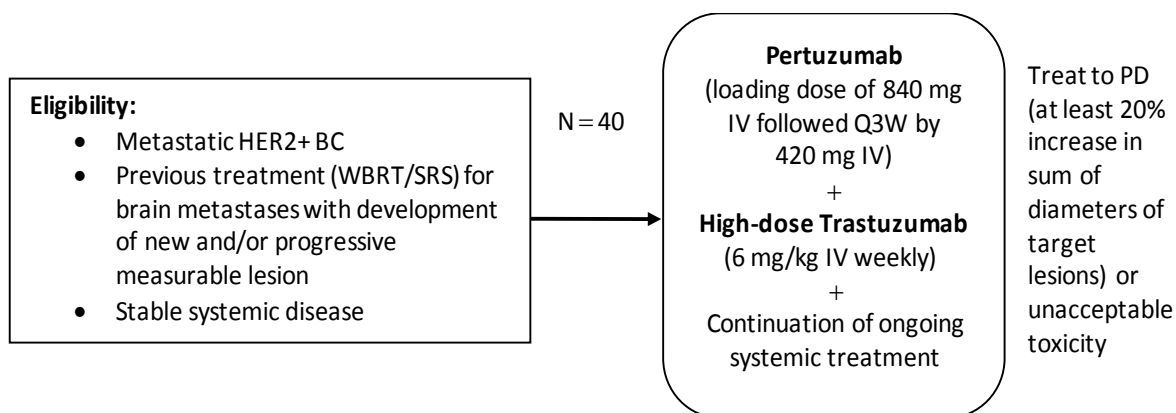 Eligibility:
• Metastatic HER2+ BC
• Previous treatment (WBRT/SRS) for
brain metastases with development
of new and/or progressive
measurable lesion
• Stable systemic disease
N = 40
Pertuzumab
(loading dose of 840 mg
IV followed Q3W by
420 mg IV)
+
High-dose Trastuzumab
(6 mg/kg IV weekly)
+
Continuation of ongoing
systemic treatment
Treat to PD
(at least 20%
increase in
sum of
diameters of
target
lesions) or
unacceptable
toxicity